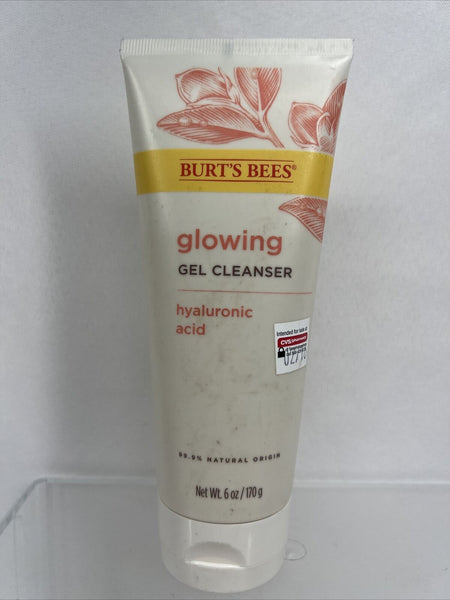 BURT'S BEES®
glowing
GEL CLEANSER
hyaluronic
acid
Intended for sale at
CVS/pharmacy
99.9% NATURAL ORIGIN
Net Wt. 6 oz / 170 g